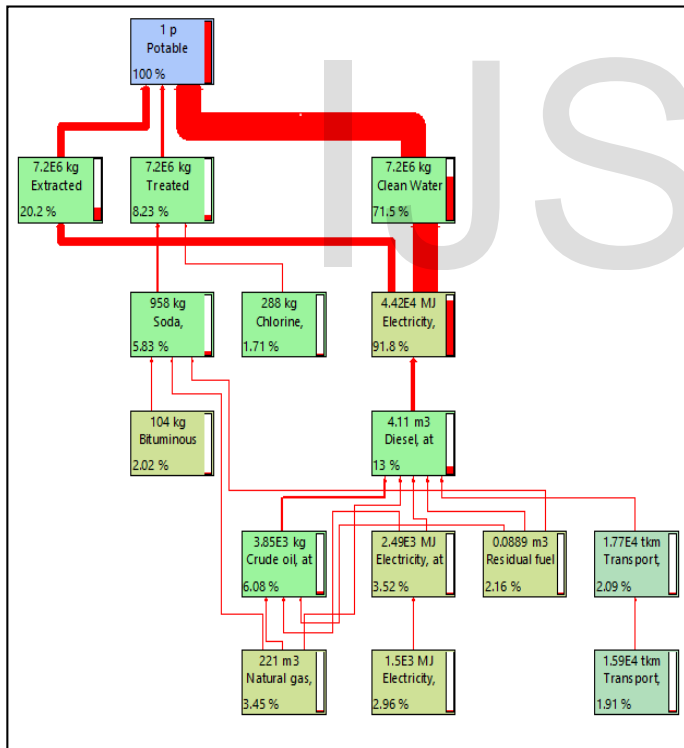 1 p
Potable
100 %
IJS
7.2E6 kg
Extracted
20.2 %
7.2E6 kg
Treated
8.23 %
7.2E6 kg
Clean Water
71.5 %
958 kg
Soda,
5.83 %
288 kg
Chlorine,
1.71 %
4.42E4 MJ
Electricity,
91.8 %
104 kg
Bituminous
2.02 %
4.11 m3
Diesel, at
13 %
3.85E3 kg
Crude oil, at
6.08 %
2.49E3 MJ
Electricity, at
3.52 %
0.0889 m3
Residual fuel
2.16 %
1.77E4 tkm
Transport,
2.09 %
221 m3
Natural gas,
3.45 %
1.5E3 MJ
Electricity,
2.96 %
1.59E4 tkm
Transport,
1.91 %